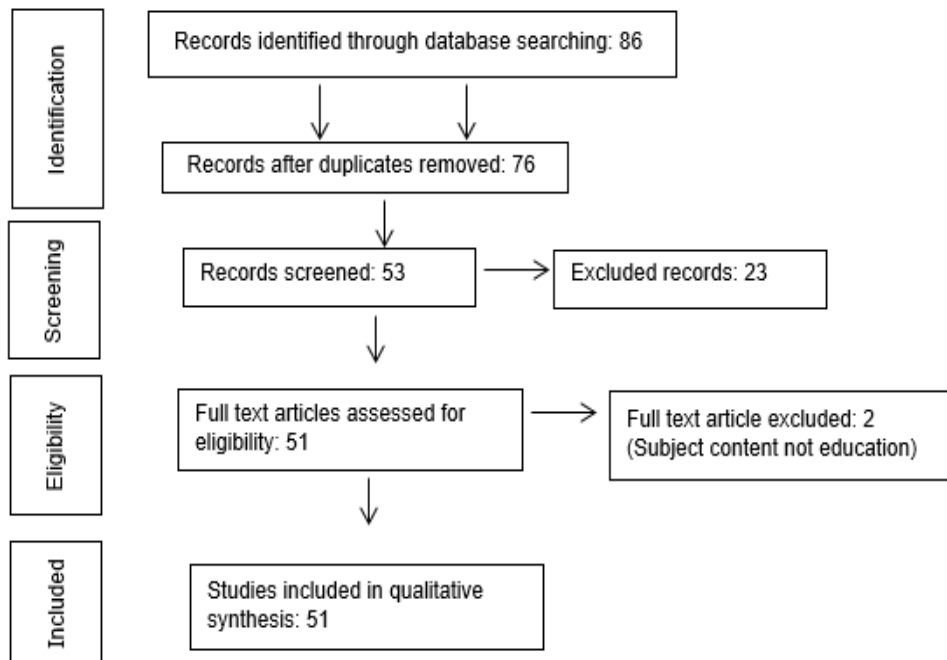 Identification
Records identified through database searching: 86
Records after duplicates removed: 76
Screening
Records screened: 53
Excluded records: 23
Eligibility
Full text articles assessed for
eligibility: 51
Full text article excluded: 2
(Subject content not education)
Included
Studies included in qualitative
synthesis: 51